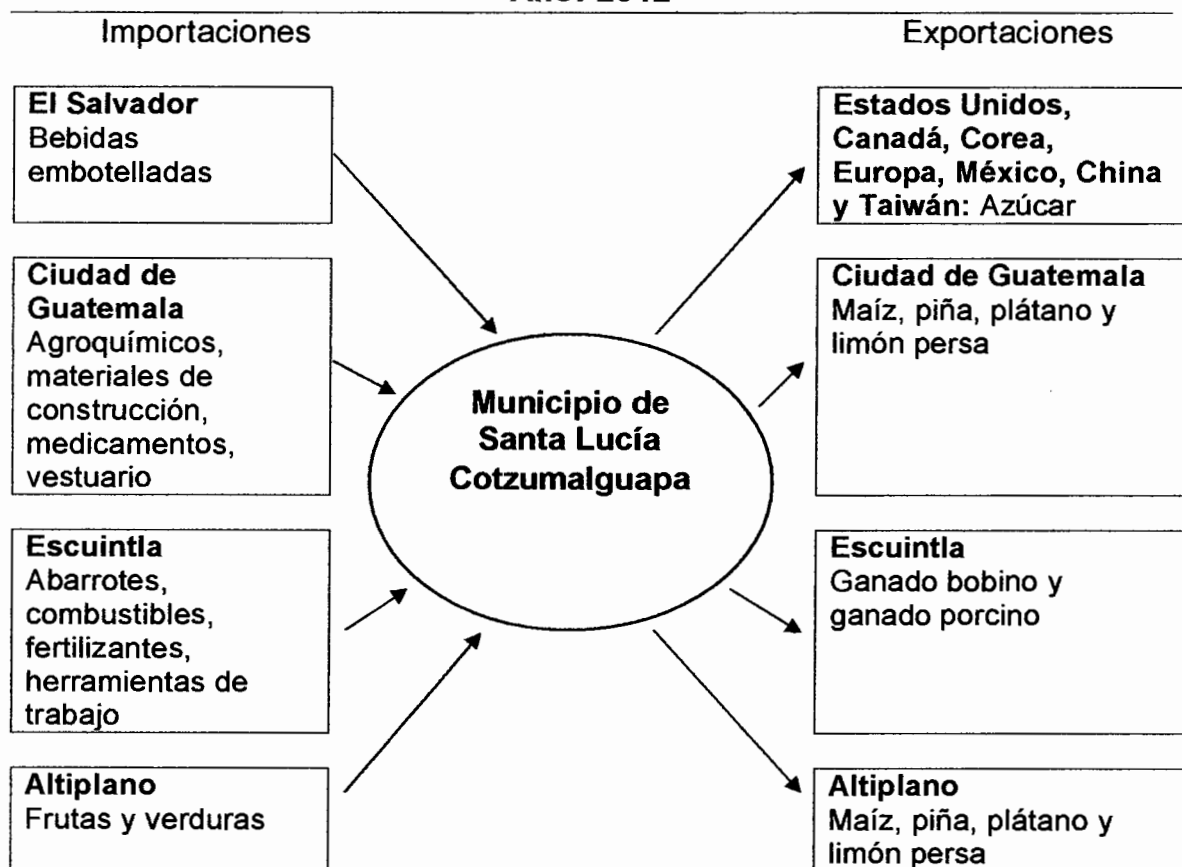 Importaciones
Exportaciones
El Salvador
Bebidas
embotelladas
Ciudad de
Guatemala
Agroquímicos,
materiales de
construcción,
medicamentos,
vestuario
Escuintla
Abarrotes,
combustibles,
fertilizantes,
herramientas de
trabajo
Altiplano
Frutas y verduras
Municipio de
Santa Lucía
Cotzumalguapa
Estados Unidos,
Canadá, Corea,
Europa, México, China
y Taiwán: Azúcar
Ciudad de Guatemala
Maíz, piña, plátano y
limón persa
Escuintla
Ganado bobino y
ganado porcino
Altiplano
Maíz, piña, plátano y
limón persa